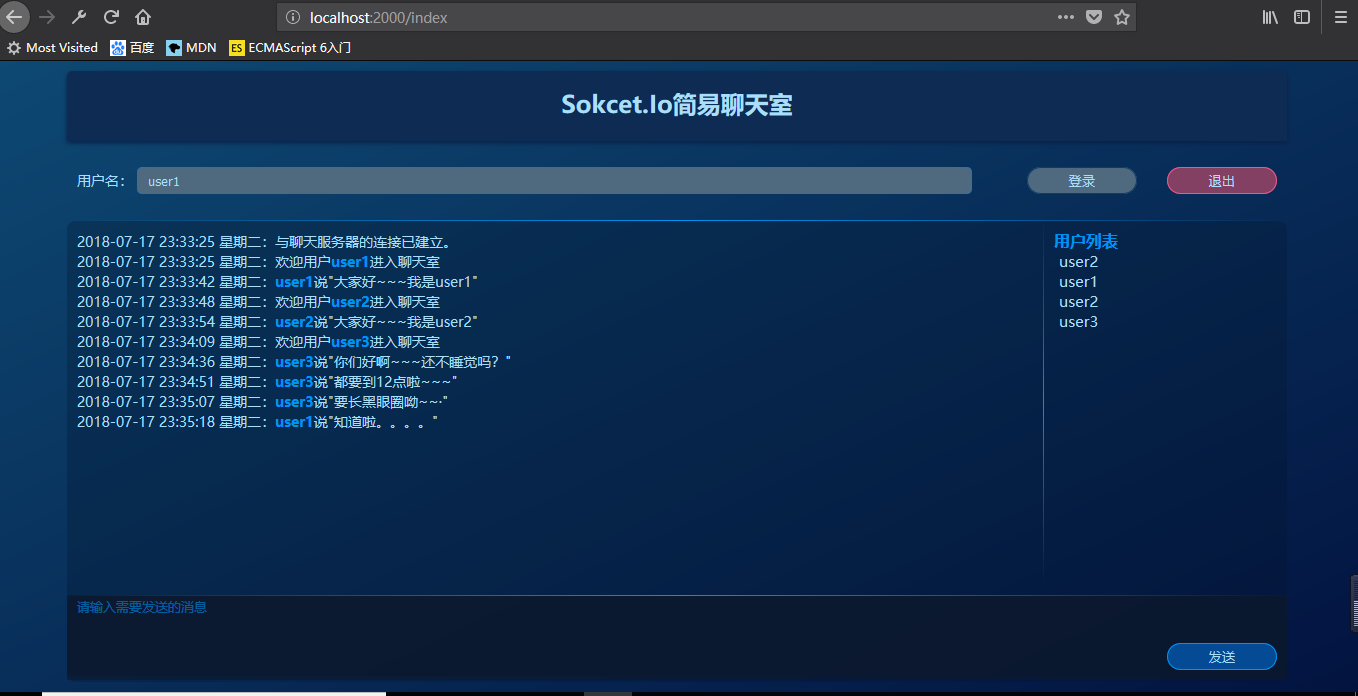 localhost:2000/index
Most Visited 百度 MDN ES ECMAScript 6入门
Sokcet.Io简易聊天室
用户名： user1 登录 退出
2018-07-17 23:33:25 星期二：与聊天服务器的连接已建立。
2018-07-17 23:33:25 星期二：欢迎用户user1进入聊天室
2018-07-17 23:33:42 星期二：user1说"大家好~~~我是user1"
2018-07-17 23:33:48 星期二：欢迎用户user2进入聊天室
2018-07-17 23:33:54 星期二：user2说"大家好~~~我是user2"
2018-07-17 23:34:09 星期二：欢迎用户user3进入聊天室
2018-07-17 23:34:36 星期二：user3说"你们好啊~~~还不睡觉吗？"
2018-07-17 23:34:51 星期二：user3说"都要到12点啦~~~"
2018-07-17 23:35:07 星期二：user3说"要长黑眼圈呦~~·"
2018-07-17 23:35:18 星期二：user1说"知道啦。。。。"
用户列表
user2
user1
user2
user3
请输入需要发送的消息
发送